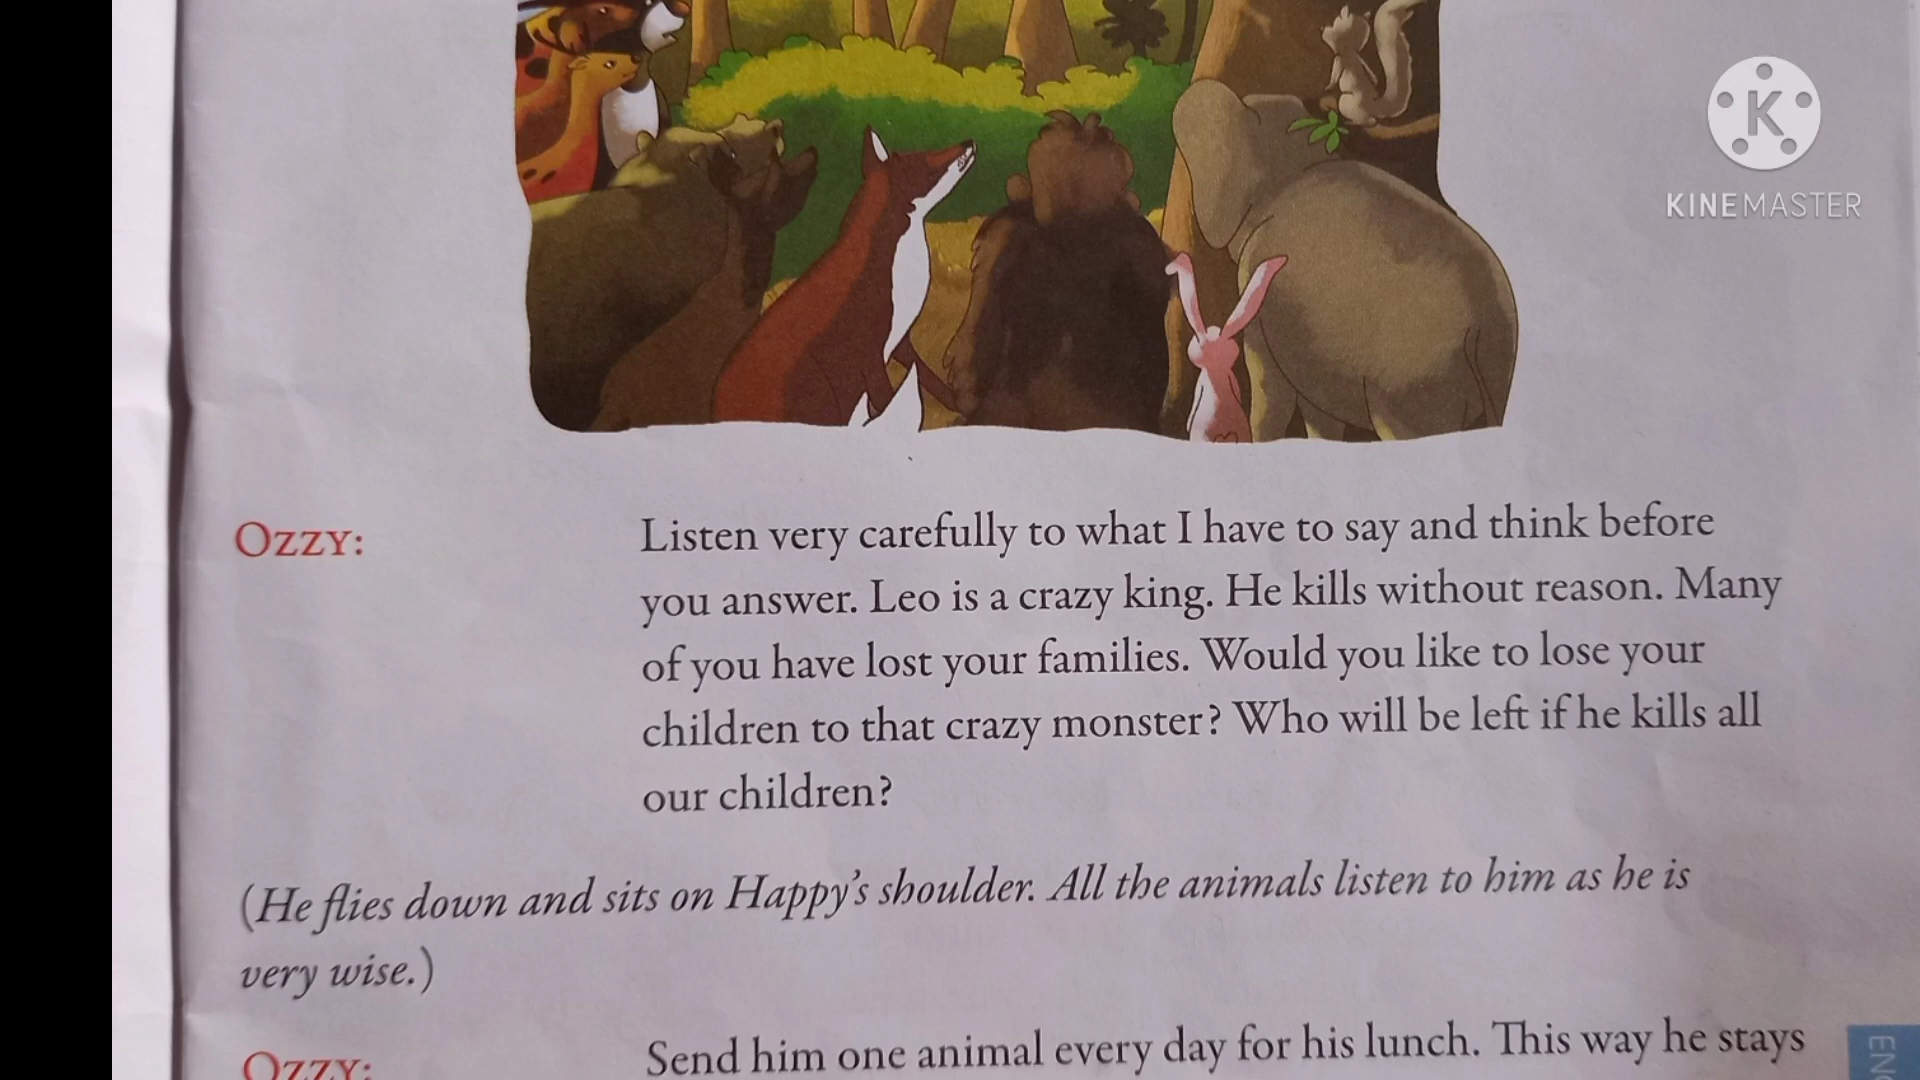 K
KINEMASTER
OZZY:
Listen very carefully to what I have to say and think before
you answer. Leo is a crazy king. He kills without reason. Many
of you have lost your families. Would you like to lose your
children to that crazy monster? Who will be left if he kills all
our children?
(He flies down and sits on Happy's shoulder. All the animals listen to him as he is
very wise.)
OZZY:
Send him one animal every day for his lunch. This way he stays